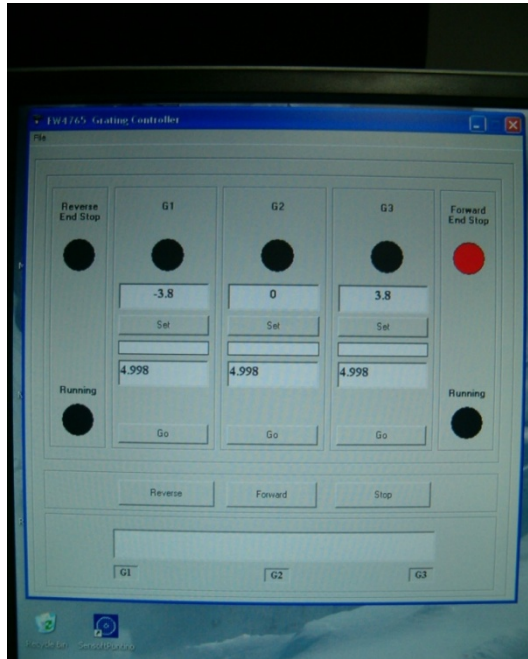 FW4765 Grating Controller
File
Reverse
End Stop
G1
G2
G3
Forward
End Stop
-3.8
0
3.8
Set
Set
Set
4.998
4.998
4.998
Running
Running
Go
Go
Go
Reverse
Forward
Stop
G1
G2
G3
Recycle Bin